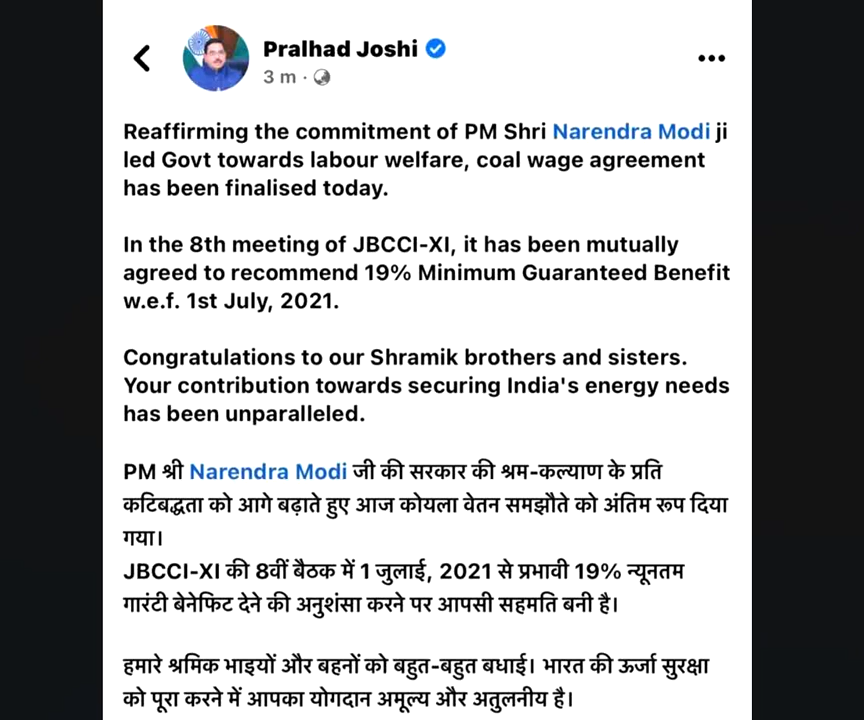 Pralhad Joshi
3 m ·
Reaffirming the commitment of PM Shri Narendra Modi ji
led Govt towards labour welfare, coal wage agreement
has been finalised today.
In the 8th meeting of JBCCI-XI, it has been mutually
agreed to recommend 19% Minimum Guaranteed Benefit
w.e.f. 1st July, 2021.
Congratulations to our Shramik brothers and sisters.
Your contribution towards securing India's energy needs
has been unparalleled.
PM श्री Narendra Modi जी की सरकार की श्रम-कल्याण के प्रति
कटिबद्धता को आगे बढ़ाते हुए आज कोयला वेतन समझौते को अंतिम रूप दिया
गया।
JBCCI-XI की 8वीं बैठक में 1 जुलाई, 2021 से प्रभावी 19% न्यूनतम
गारंटी बेनेफिट देने की अनुशंसा करने पर आपसी सहमति बनी है।
हमारे श्रमिक भाइयों और बहनों को बहुत-बहुत बधाई। भारत की ऊर्जा सुरक्षा
को पूरा करने में आपका योगदान अमूल्य और अतुलनीय है।